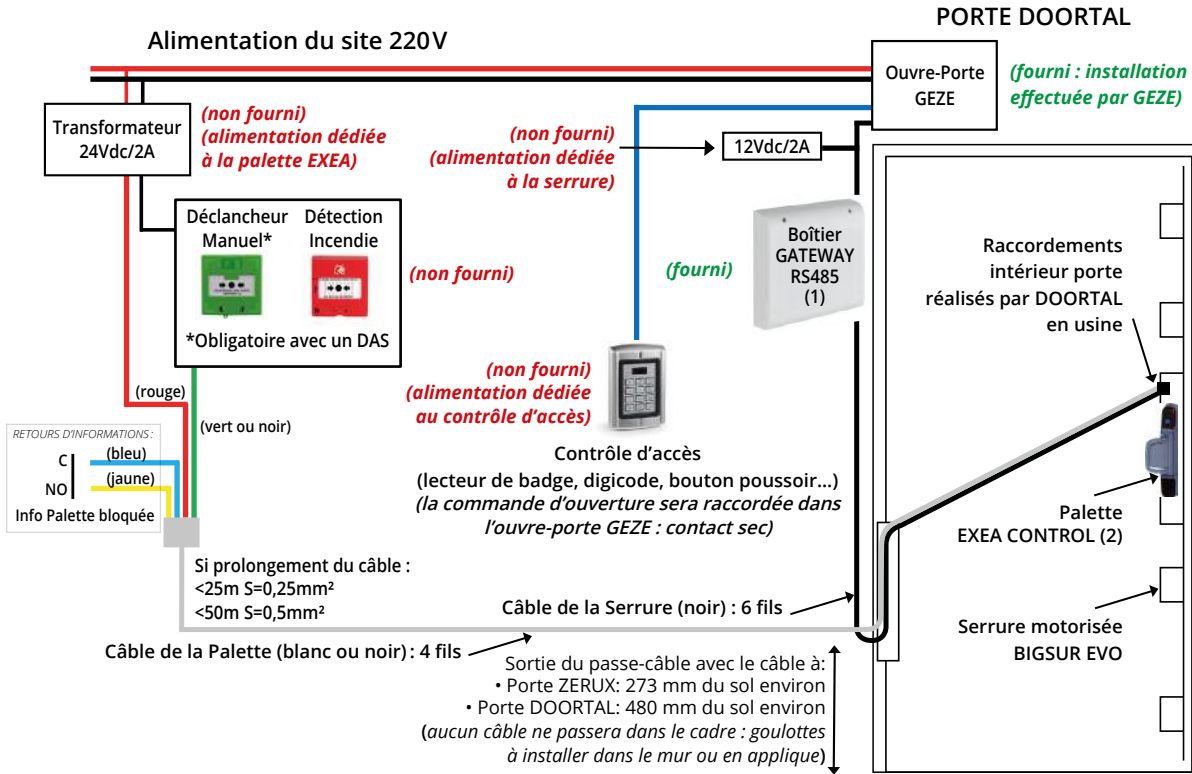 PORTE DOORTAL
Alimentation du site 220V
Ouvre-Porte
GEZE
(fourni : installation
effectuée par GEZE)
Transformateur
24Vdc/2A
(non fourni)
(alimentation dédiée
à la palette EXEA)
(non fourni)
(alimentation dédiée
à la serrure)
12Vdc/2A
Déclancheur
Manuel*
Détection
Incendie
*Obligatoire avec un DAS
(non fourni)
(fourni)
Boîtier
GATEWAY
RS485
(1)
Raccordements
intérieur porte
réalisés par DOORTAL
en usine
(non fourni)
(alimentation dédiée
au contrôle d'accès)
(rouge)
(vert ou noir)
RETOURS D'INFORMATIONS :
C
(bleu)
NO
(jaune)
Info Palette bloquée
Contrôle d'accès
(lecteur de badge, digicode, bouton poussoir...)
(la commande d'ouverture sera raccordée dans
l'ouvre-porte GEZE : contact sec)
Palette
EXEA CONTROL (2)
Si prolongement du câble :
<25m S=0,25mm²
<50m S=0,5mm²
Câble de la Serrure (noir) : 6 fils
Serrure motorisée
BIGSUR EVO
Câble de la Palette (blanc ou noir) : 4 fils
Sortie du passe-câble avec le câble à:
• Porte ZERUX: 273 mm du sol environ
• Porte DOORTAL: 480 mm du sol environ
(aucun câble ne passera dans le cadre : goulottes
à installer dans le mur ou en applique)